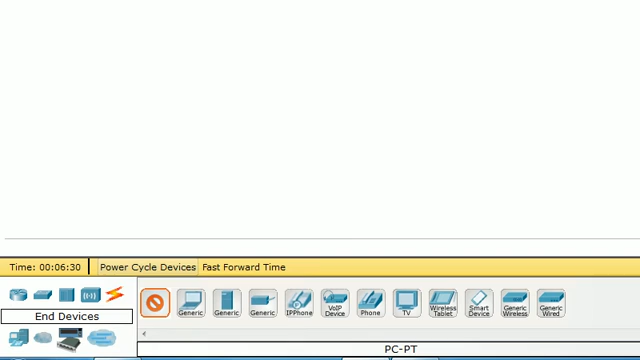 Time: 00:06:30 Power Cycle Devices Fast Forward Time
End Devices
Generic Generic Generic IPPhone VoIP Device Phone TV Wireless Tablet Smart Device Generic Wireless Generic Wired
PC-PT